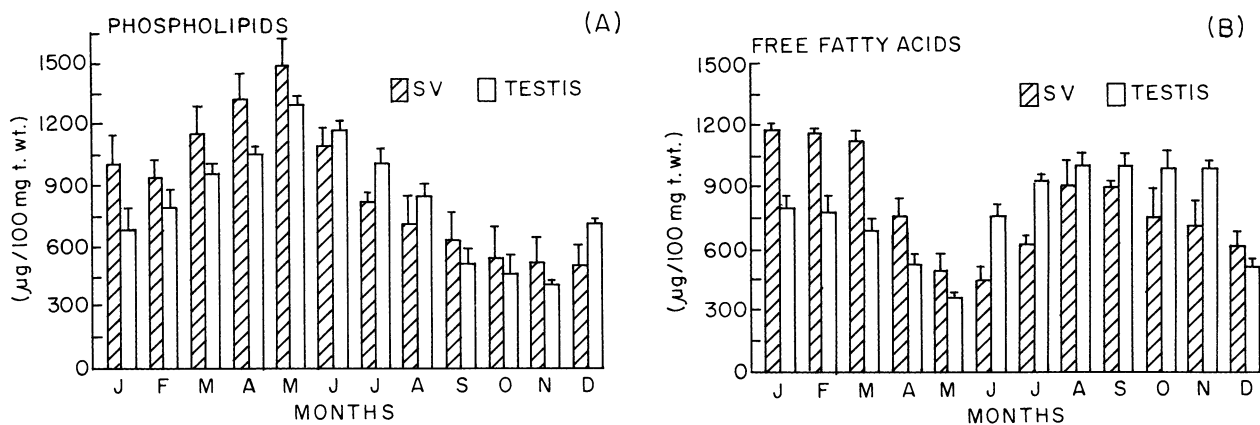 PHOSPHOLIPIDS
(A)
1500
1200
900
600
300
0
(µg/100 mg t. wt.)
SV
TESTIS
J F M A M J J A S O N D
MONTHS
(B)
FREE FATTY ACIDS
1500
1200
900
600
300
0
(µg/100 mg t. wt.)
SV
TESTIS
J F M A M J J A S O N D
MONTHS